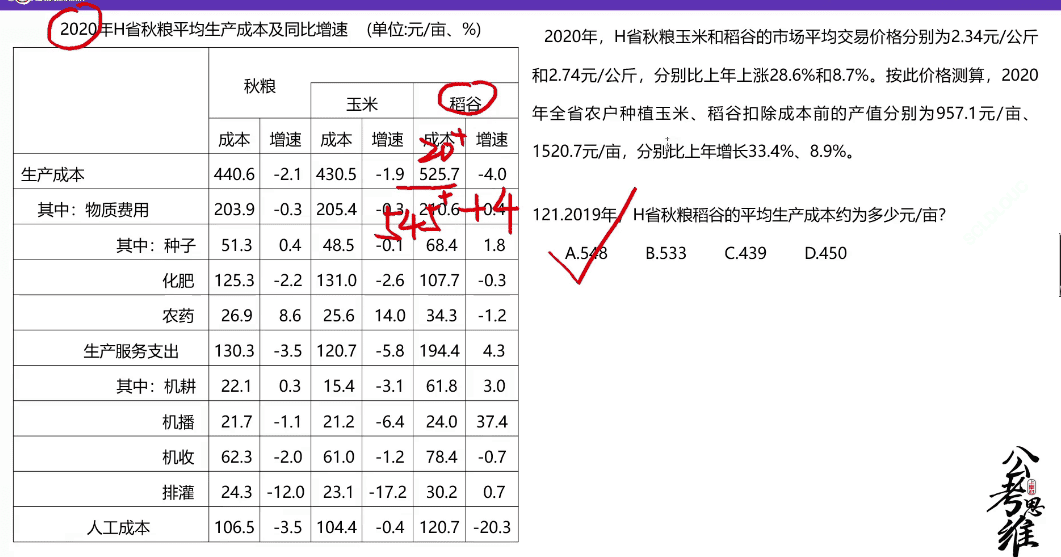 2020年H省秋粮平均生产成本及同比增速 (单位:元/亩、%)
秋粮
玉米 稻谷
成本 增速 成本 增速 成本 增速
生产成本 440.6 -2.1 430.5 -1.9 525.7 -4.0
其中：物质费用 203.9 -0.3 205.4 -0.3 210.6 0.4
其中：种子 51.3 0.4 48.5 -0.1 68.4 1.8
化肥 125.3 -2.2 131.0 -2.6 107.7 -0.3
农药 26.9 8.6 25.6 14.0 34.3 -1.2
生产服务支出 130.3 -3.5 120.7 -5.8 194.4 4.3
其中：机耕 22.1 0.3 15.4 -3.1 61.8 3.0
机播 21.7 -1.1 21.2 -6.4 24.0 37.4
机收 62.3 -2.0 61.0 -1.2 78.4 -0.7
排灌 24.3 -12.0 23.1 -17.2 30.2 0.7
人工成本 106.5 -3.5 104.4 -0.4 120.7 -20.3
20+
545+ +4
2020年，H省秋粮玉米和稻谷的市场平均交易价格分别为2.34元/公斤
和2.74元/公斤，分别比上年上涨28.6%和8.7%。按此价格测算，2020
年全省农户种植玉米、稻谷扣除成本前的产值分别为957.1元/亩、
1520.7元/亩，分别比上年增长33.4%、8.9%。
121.2019年，H省秋粮稻谷的平均生产成本约为多少元/亩？
A.548 B.533 C.439 D.450
公考思维